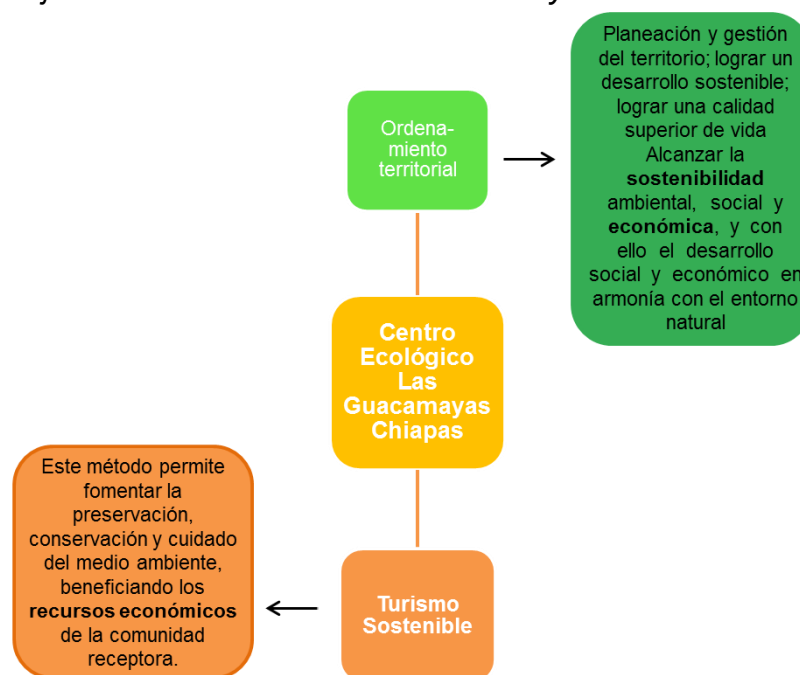 Planeación y gestión
del territorio; lograr un
desarrollo sostenible;
lograr una calidad
superior de vida
Alcanzar la
sostenibilidad
ambiental, social y
económica, y con
ello el desarrollo
social y económico en
armonía con el entorno
natural
Ordena-
miento
territorial
Centro
Ecológico
Las
Guacamayas
Chiapas
Este método permite
fomentar la
preservación,
conservación y cuidado
del medio ambiente,
beneficiando los
recursos económicos
de la comunidad
receptora.
Turismo
Sostenible